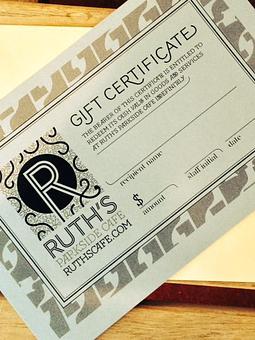 GIFT CERTIFICATE
THE BEARER OF THIS CERTIFICATE IS ENTITLED TO
REDEEM ITS OWN VALUE IN GOODS AND SERVICES
AT RUTH'S PARKSIDE CAFE INDEFINITELY
recipient name
staff initial
date
$
amount
R
RUTH'S
PARKSIDE CAFE
RUTHSCAFE.COM